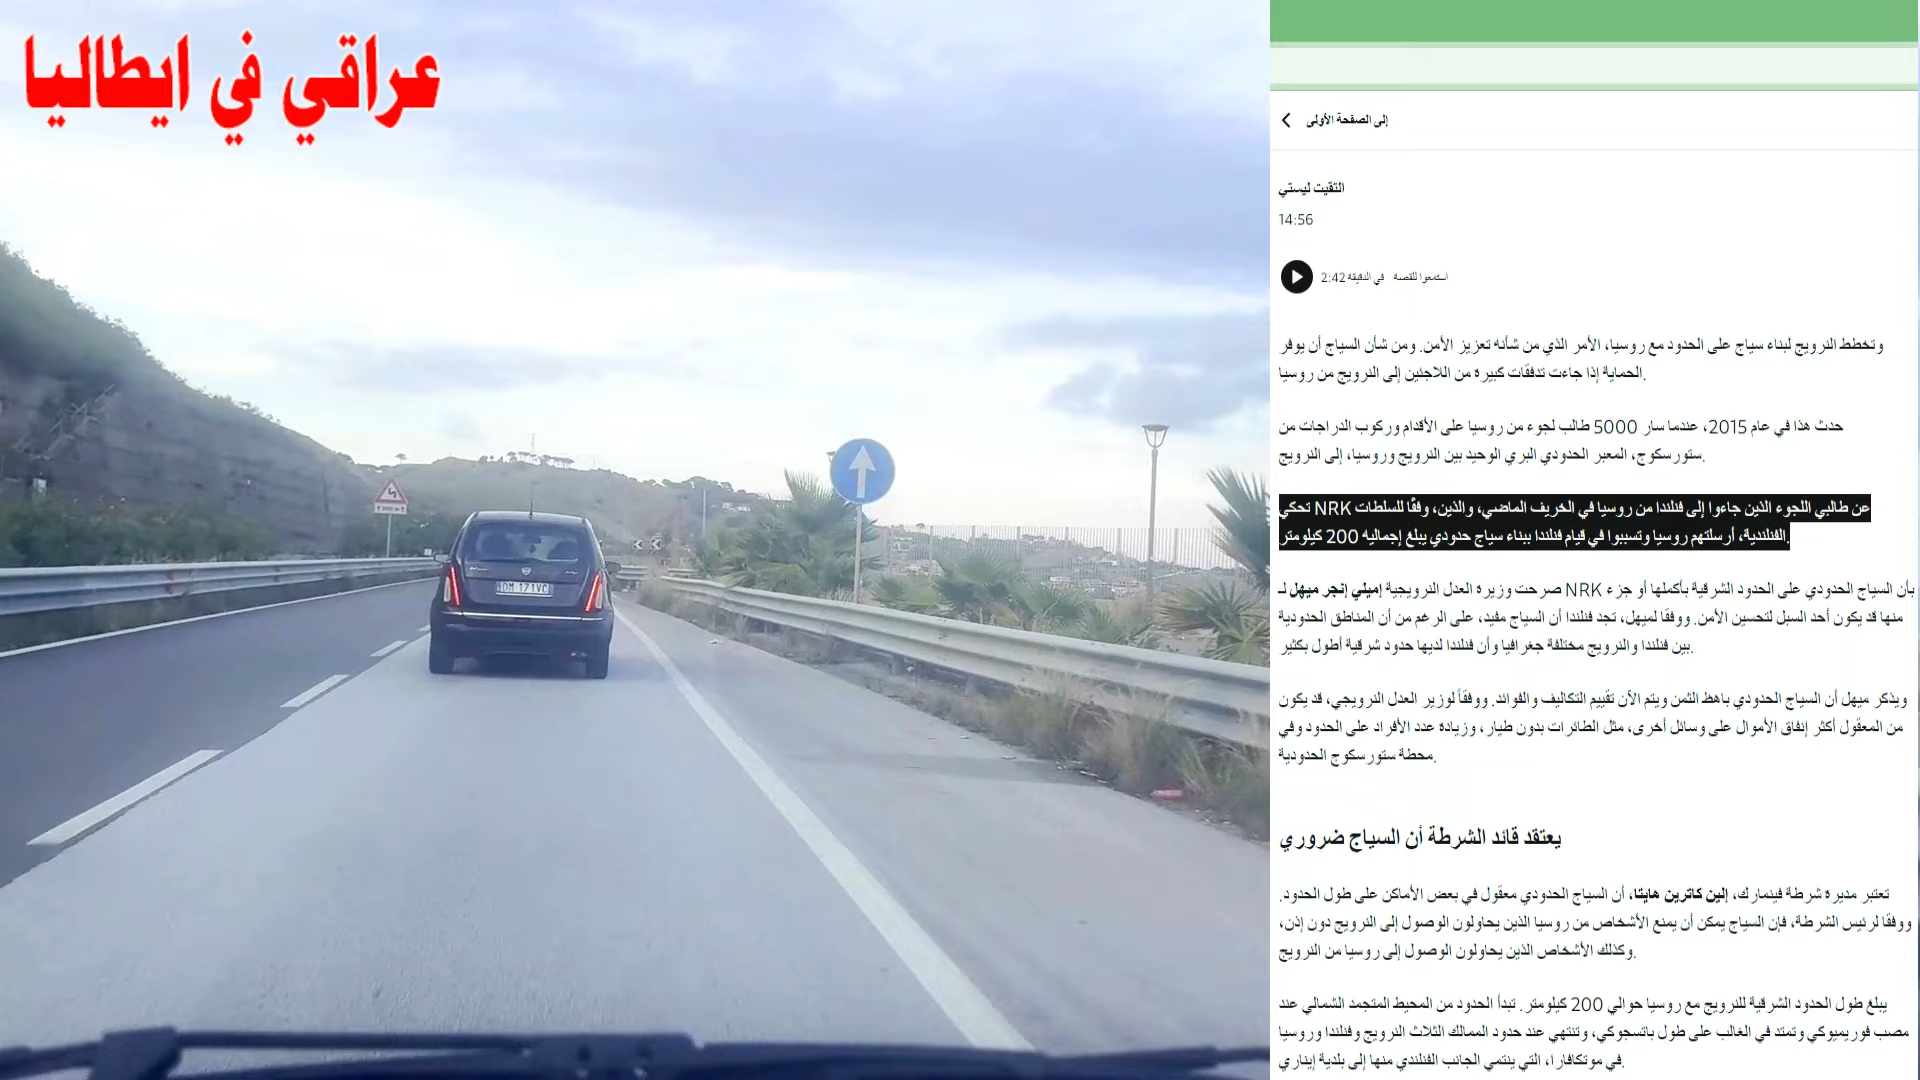 عراقي في ايطاليا
DM 171VC
إلى الصفحة الأولى
التقيت ليستي
14:56
استمعوا للقصة في الدقيقة 2:42
وتخطط النرويج لبناء سياج على الحدود مع روسيا، الأمر الذي من شأنه تعزيز الأمن. ومن شأن السياج أن يوفر
الحماية إذا جاءت تدفقات كبيرة من اللاجئين إلى النرويج من روسيا.
حدث هذا في عام 2015، عندما سار 5000 طالب لجوء من روسيا على الأقدام وركوب الدراجات من
ستورسكوج، المعبر الحدودي البري الوحيد بين النرويج وروسيا، إلى النرويج.
عن طالبي اللجوء الذين جاءوا إلى فنلندا من روسيا في الخريف الماضي، والذين، وفقًا للسلطات NRK تحكي
الفنلندية، أرسلتهم روسيا وتسببوا في قيام فنلندا ببناء سياج حدودي يبلغ إجماليه 200 كيلومتر.
بأن السياج الحدودي على الحدود الشرقية بأكملها أو جزء NRK صرحت وزيرة العدل النرويجية إميلي إنجر ميهل لـ
منها قد يكون أحد السبل لتحسين الأمن. ووفقا لميهل، تجد فنلندا أن السياج مفيد، على الرغم من أن المناطق الحدودية
بين فنلندا والنرويج مختلفة جغرافيا وأن فنلندا لديها حدود شرقية أطول بكثير.
ويذكر ميهل أن السياج الحدودي باهظ الثمن ويتم الآن تقييم التكاليف والفوائد. ووفقاً لوزير العدل النرويجي، قد يكون
من المعقول أكثر إنفاق الأموال على وسائل أخرى، مثل الطائرات بدون طيار، وزيادة عدد الأفراد على الحدود وفي
محطة ستورسكوج الحدودية.
يعتقد قائد الشرطة أن السياج ضروري
تعتبر مديرة شرطة فينمارك، إلين كاترين هايتا، أن السياج الحدودي معقول في بعض الأماكن على طول الحدود.
ووفقا لرئيس الشرطة، فإن السياج يمكن أن يمنع الأشخاص من روسيا الذين يحاولون الوصول إلى النرويج دون إذن،
وكذلك الأشخاص الذين يحاولون الوصول إلى روسيا من النرويج.
يبلغ طول الحدود الشرقية للنرويج مع روسيا حوالي 200 كيلومتر. تبدأ الحدود من المحيط المتجمد الشمالي عند
مصب فوريميوكي وتمتد في الغالب على طول باتسجوكي، وتنتهي عند حدود الممالك الثلاث النرويج وفنلندا وروسيا
في موتكافارا، التي ينتمي الجانب الفنلندي منها إلى بلدية إيناري.